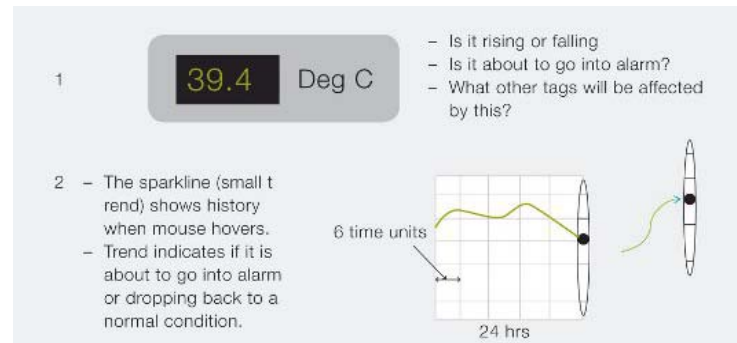 1
39.4 Deg C
– Is it rising or falling
– Is it about to go into alarm?
– What other tags will be affected
by this?
2 – The sparkline (small t
rend) shows history
when mouse hovers.
– Trend indicates if it is
about to go into alarm
or dropping back to a
normal condition.
6 time units
24 hrs